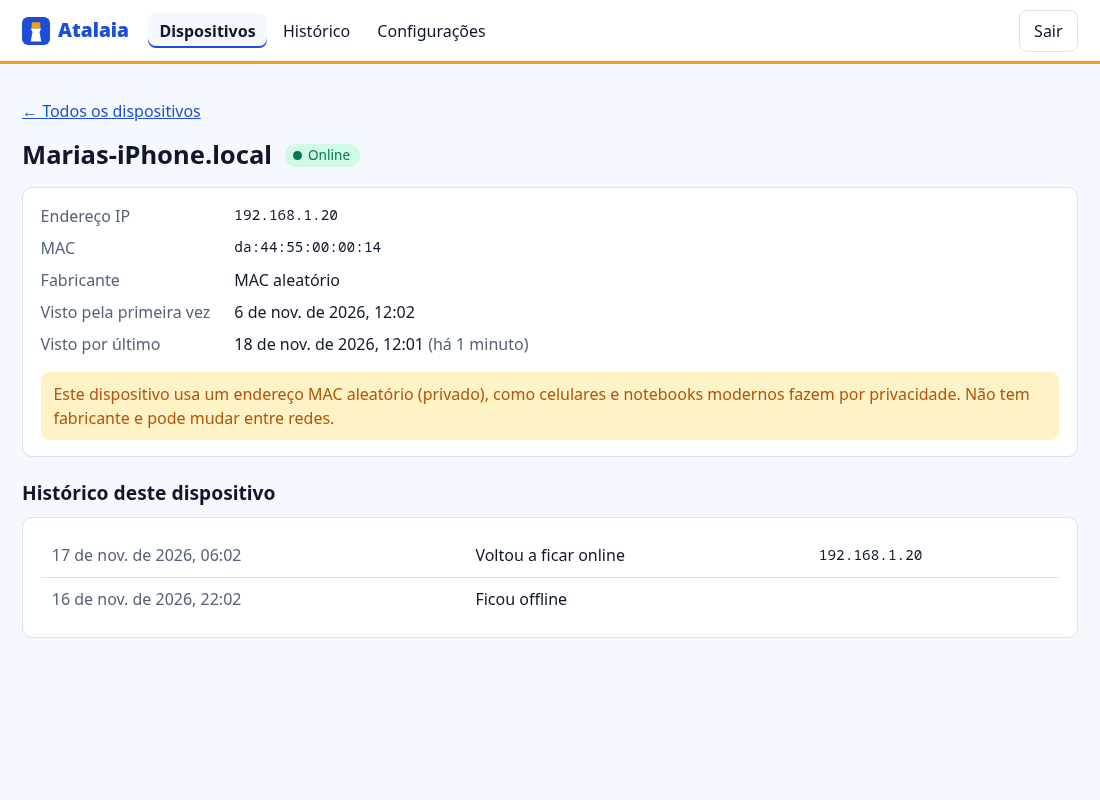 Atalaia Dispositivos Histórico Configurações Sair
← Todos os dispositivos
Marias-iPhone.local Online
Endereço IP 192.168.1.20
MAC da:44:55:00:00:14
Fabricante MAC aleatório
Visto pela primeira vez 6 de nov. de 2026, 12:02
Visto por último 18 de nov. de 2026, 12:01 (há 1 minuto)
Este dispositivo usa um endereço MAC aleatório (privado), como celulares e notebooks modernos fazem por privacidade. Não tem
fabricante e pode mudar entre redes.
Histórico deste dispositivo
17 de nov. de 2026, 06:02 Voltou a ficar online 192.168.1.20
16 de nov. de 2026, 22:02 Ficou offline